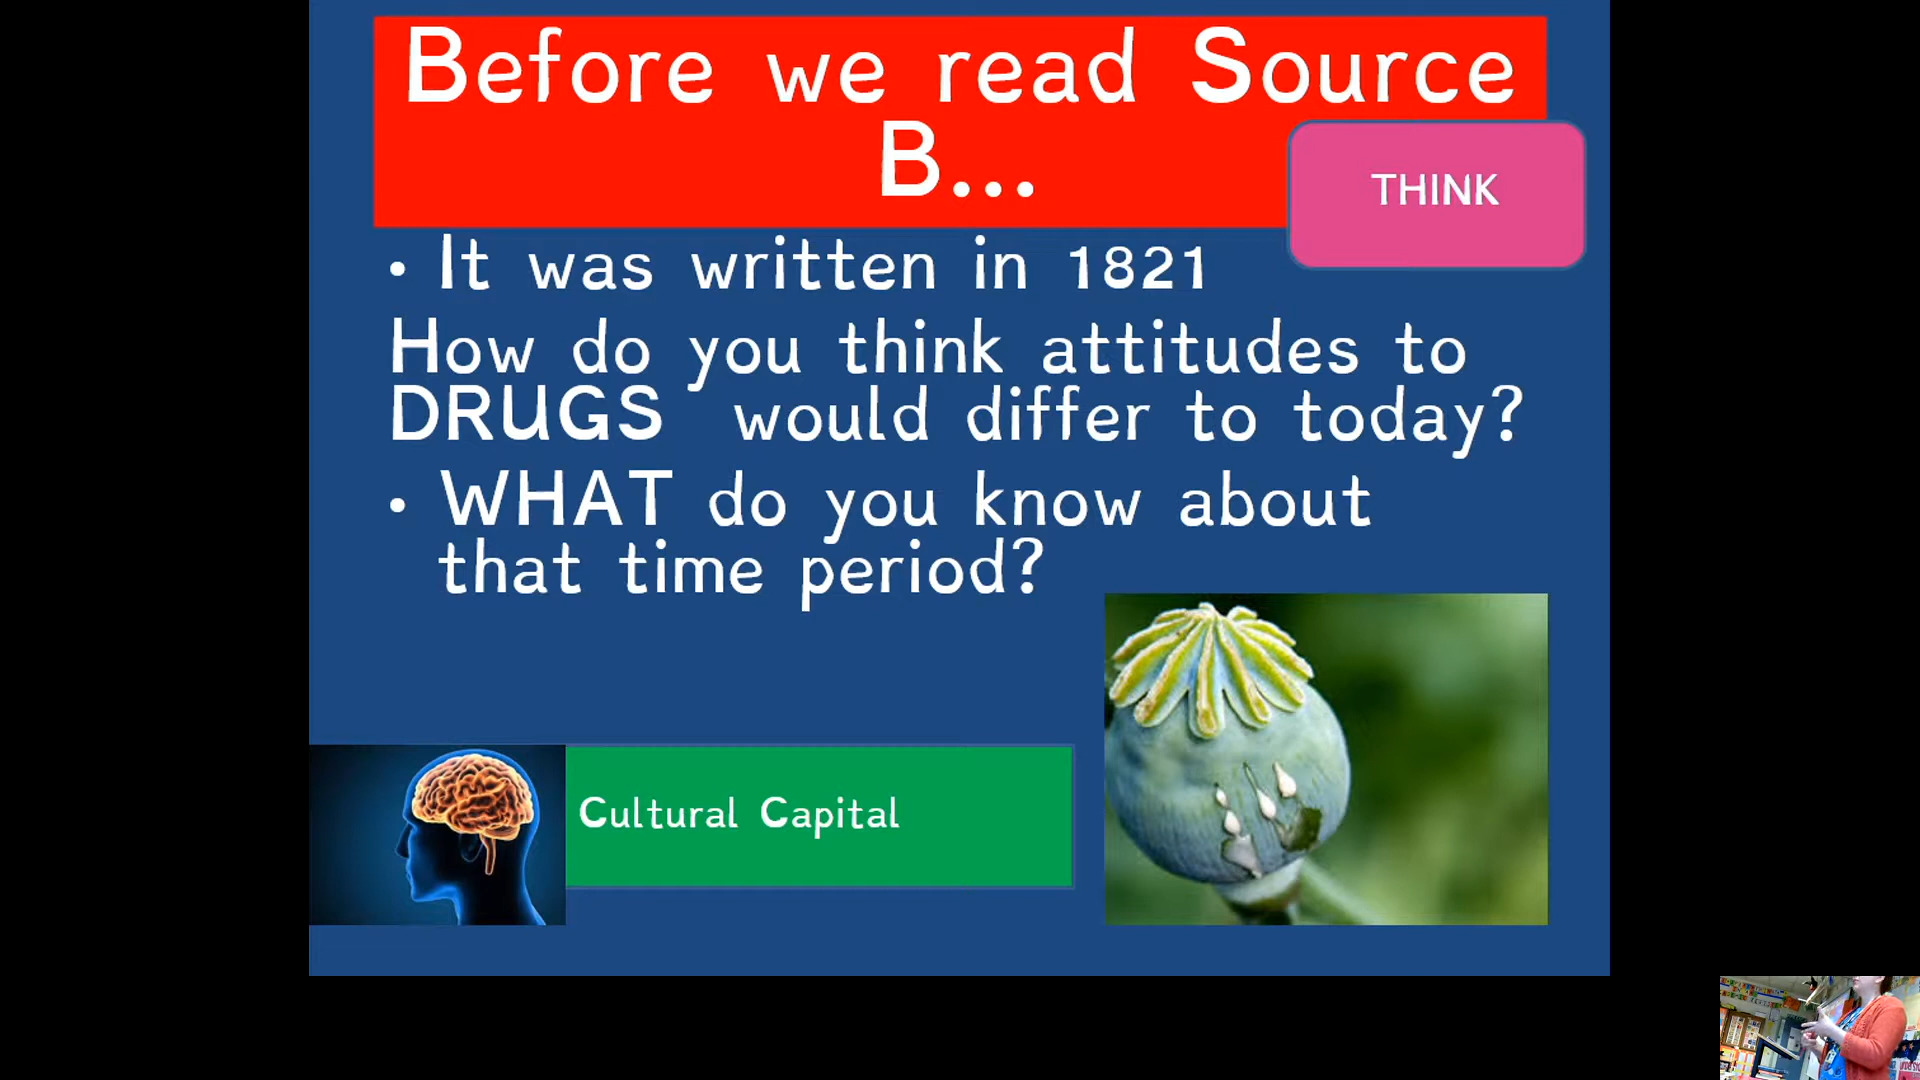 Before we read Source
B...
THINK
• It was written in 1821
How do you think attitudes to
DRUGS would differ to today?
• WHAT do you know about
that time period?
Cultural Capital